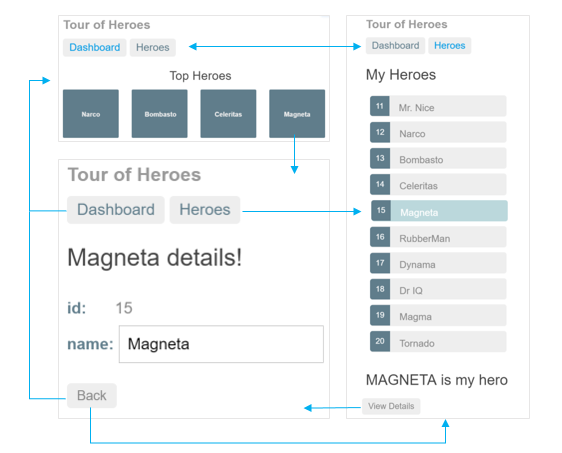 Tour of Heroes
Dashboard Heroes
Top Heroes
Narco Bombasto Celeritas Magneta
Tour of Heroes
Dashboard Heroes
Magneta details!
id: 15
name: Magneta
Back
Tour of Heroes
Dashboard Heroes
My Heroes
11 Mr. Nice
12 Narco
13 Bombasto
14 Celeritas
15 Magneta
16 RubberMan
17 Dynama
18 Dr IQ
19 Magma
20 Tornado
MAGNETA is my hero
View Details